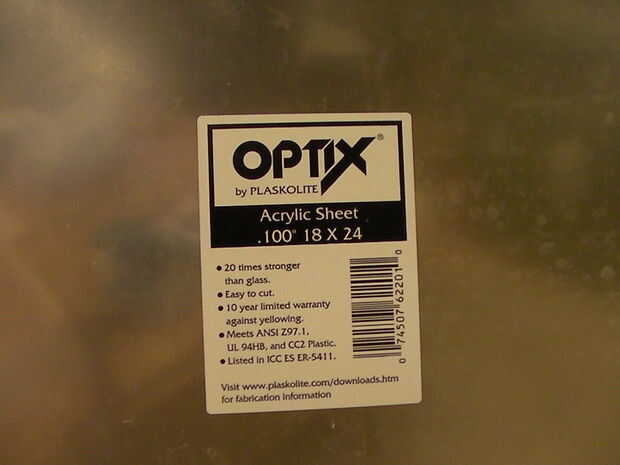 OPTIX®
by PLASKOLITE
Acrylic Sheet
.100" 18 X 24
• 20 times stronger
than glass.
• Easy to cut.
• 10 year limited warranty
against yellowing.
• Meets ANSI Z97.1,
UL 94HB, and CC2 Plastic.
• Listed in ICC ES ER-5411.
0 74507 62201 0
Visit www.plaskolite.com/downloads.htm
for fabrication information